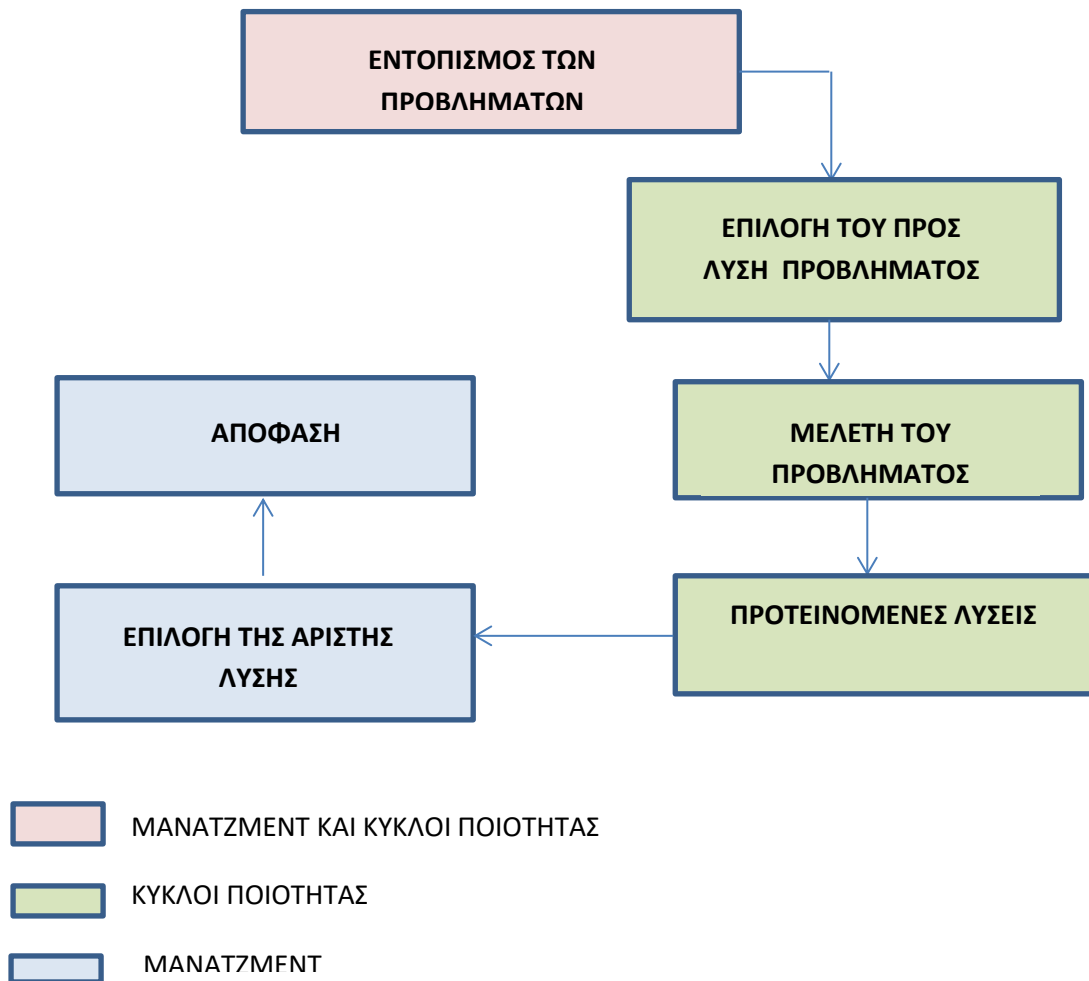 ΕΝΤΟΠΙΣΜΟΣ ΤΩΝ
ΠΡΟΒΛΗΜΑΤΩΝ
ΕΠΙΛΟΓΗ ΤΟΥ ΠΡΟΣ
ΛΥΣΗ ΠΡΟΒΛΗΜΑΤΟΣ
ΜΕΛΕΤΗ ΤΟΥ
ΠΡΟΒΛΗΜΑΤΟΣ
ΠΡΟΤΕΙΝΟΜΕΝΕΣ ΛΥΣΕΙΣ
ΕΠΙΛΟΓΗ ΤΗΣ ΑΡΙΣΤΗΣ
ΛΥΣΗΣ
ΑΠΟΦΑΣΗ
ΜΑΝΑΤΖΜΕΝΤ ΚΑΙ ΚΥΚΛΟΙ ΠΟΙΟΤΗΤΑΣ
ΚΥΚΛΟΙ ΠΟΙΟΤΗΤΑΣ
ΜΑΝΑΤΖΜΕΝΤ